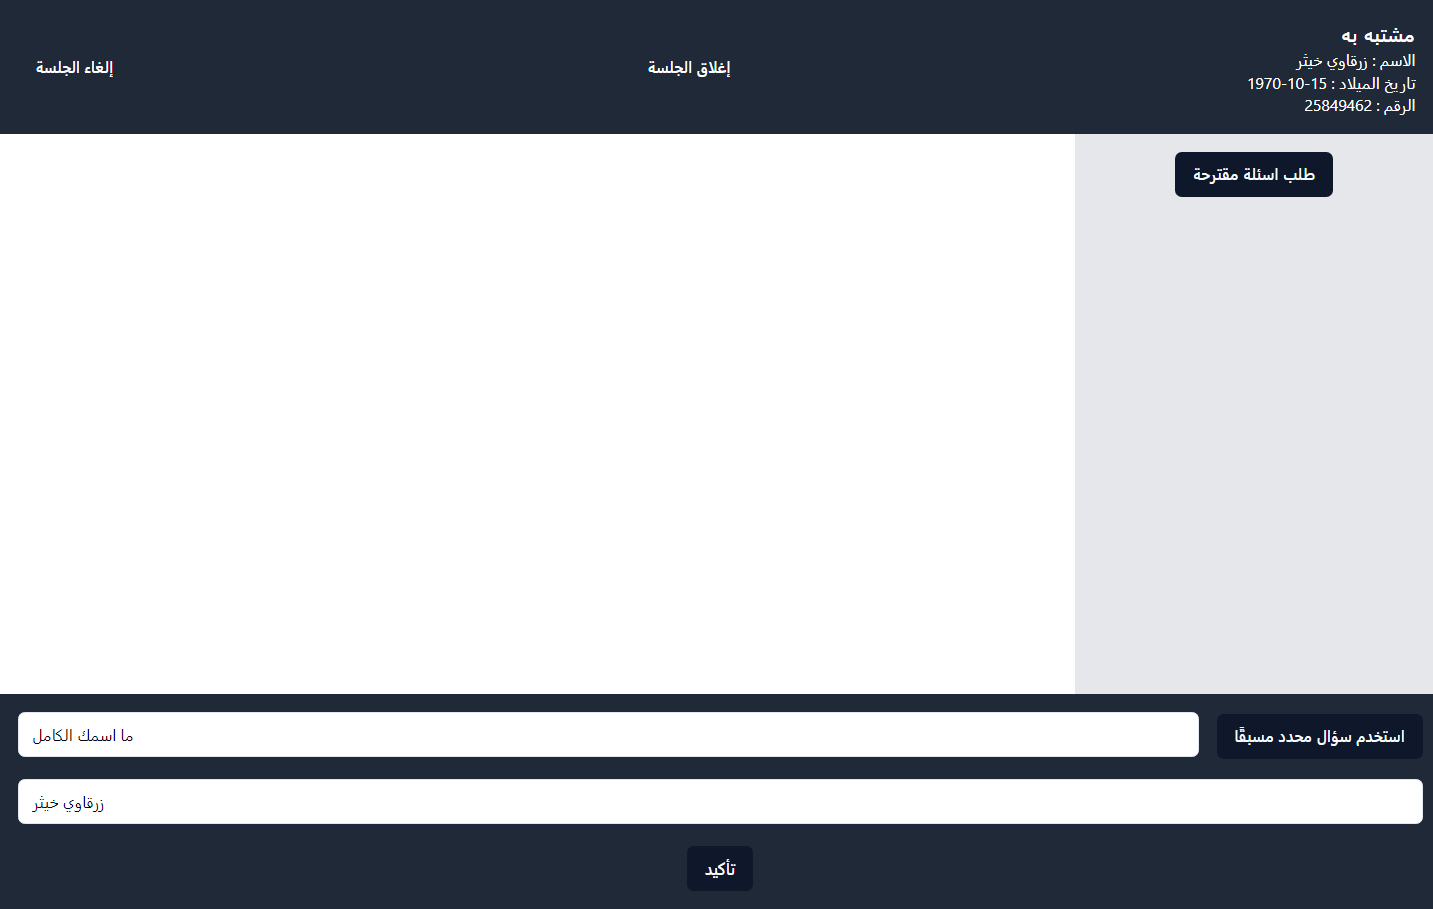 مشتبه به
الاسم : زرقاوي خيثر
تاريخ الميلاد : 15-10-1970
الرقم : 25849462
إغلاق الجلسة
إلغاء الجلسة
طلب اسئلة مقترحة
استخدم سؤال محدد مسبقًا
ما اسمك الكامل
زرقاوي خيثر
تأكيد